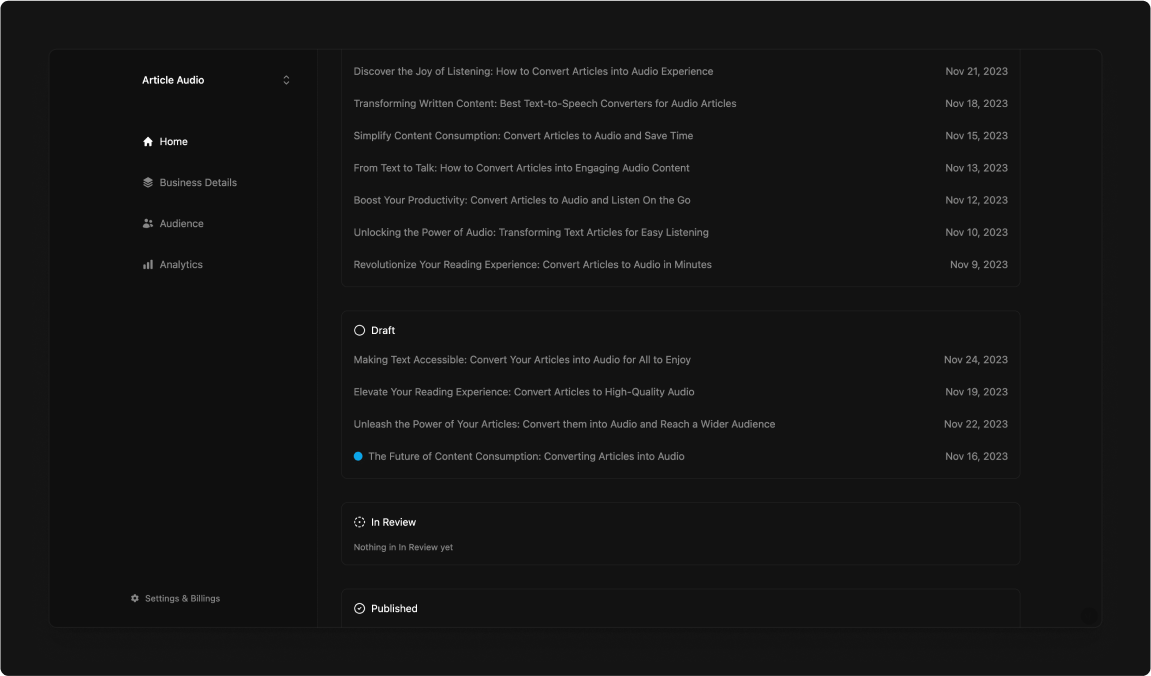 Article Audio
Home
Business Details
Audience
Analytics
Settings & Billings
Discover the Joy of Listening: How to Convert Articles into Audio Experience Nov 21, 2023
Transforming Written Content: Best Text-to-Speech Converters for Audio Articles Nov 18, 2023
Simplify Content Consumption: Convert Articles to Audio and Save Time Nov 15, 2023
From Text to Talk: How to Convert Articles into Engaging Audio Content Nov 13, 2023
Boost Your Productivity: Convert Articles to Audio and Listen On the Go Nov 12, 2023
Unlocking the Power of Audio: Transforming Text Articles for Easy Listening Nov 10, 2023
Revolutionize Your Reading Experience: Convert Articles to Audio in Minutes Nov 9, 2023
Draft
Making Text Accessible: Convert Your Articles into Audio for All to Enjoy Nov 24, 2023
Elevate Your Reading Experience: Convert Articles to High-Quality Audio Nov 19, 2023
Unleash the Power of Your Articles: Convert them into Audio and Reach a Wider Audience Nov 22, 2023
The Future of Content Consumption: Converting Articles into Audio Nov 16, 2023
In Review
Nothing in In Review yet
Published